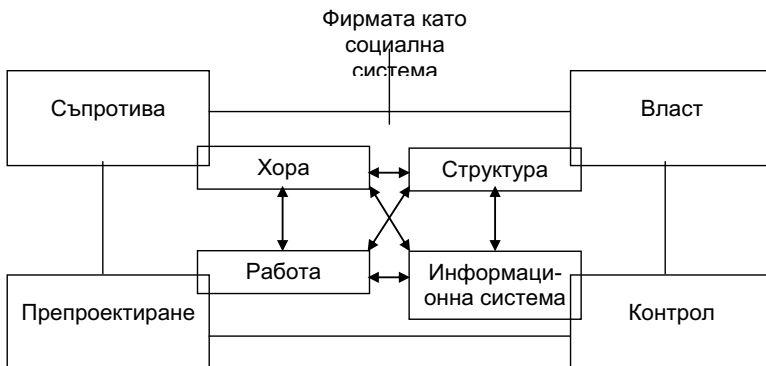 Фирмата като
социална
система
Съпротива
Власт
Хора
Структура
Работа
Информаци-
онна система
Препроектиране
Контрол